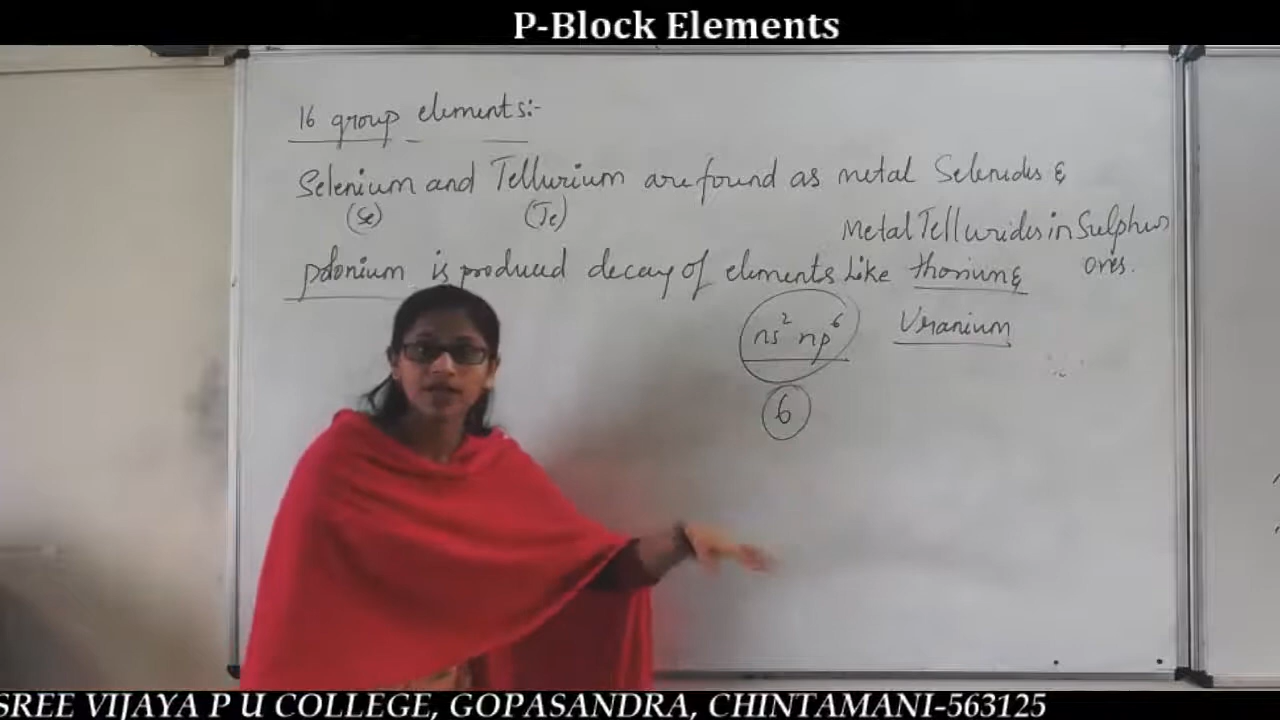 P-Block Elements
16 group elements:-
Selenium and Tellurium are found as metal Selenides &
(Se) (Te)
Metal Tellurides in Sulphur
ores.
polonium is produced decay of elements like thorium &
ns² np⁶ Uranium
6
SREE VIJAYA P U COLLEGE, GOPASANDRA, CHINTAMANI-563125